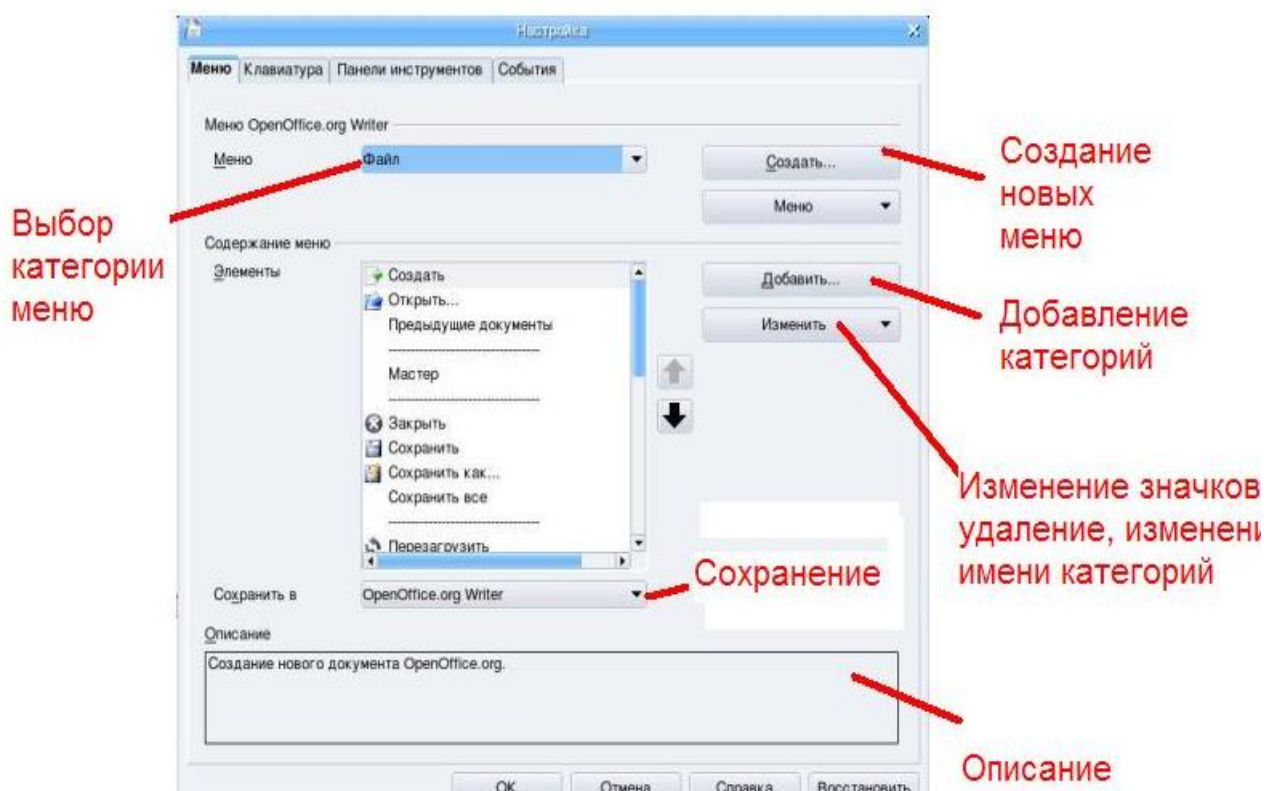 Настройка
Меню Клавиатура Панели инструментов События
Меню OpenOffice.org Writer
Меню Файл Создать...
Меню
Содержание меню
Элементы
Создать
Открыть...
Предыдущие документы
Мастер
Закрыть
Сохранить
Сохранить как...
Сохранить все
Перезагрузить
Добавить...
Изменить
Сохранить в OpenOffice.org Writer
Описание
Создание нового документа OpenOffice.org.
OK Отмена Справка Восстановить
Выбор
категории
меню
Создание
новых
меню
Добавление
категорий
Изменение значков
удаление, изменени
имени категорий
Сохранение
Описание